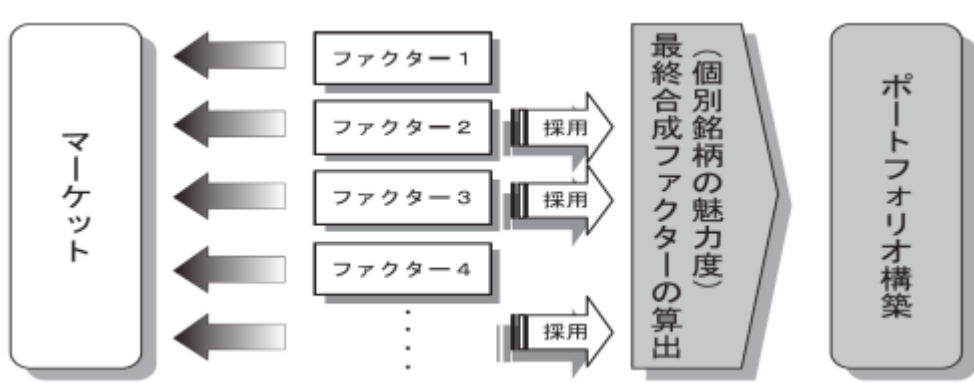 マーケット
ファクター1
ファクター2
採用
ファクター3
採用
ファクター4
採用
（個別銘柄の魅力度）
最終合成ファクターの算出
ポートフォリオ構築